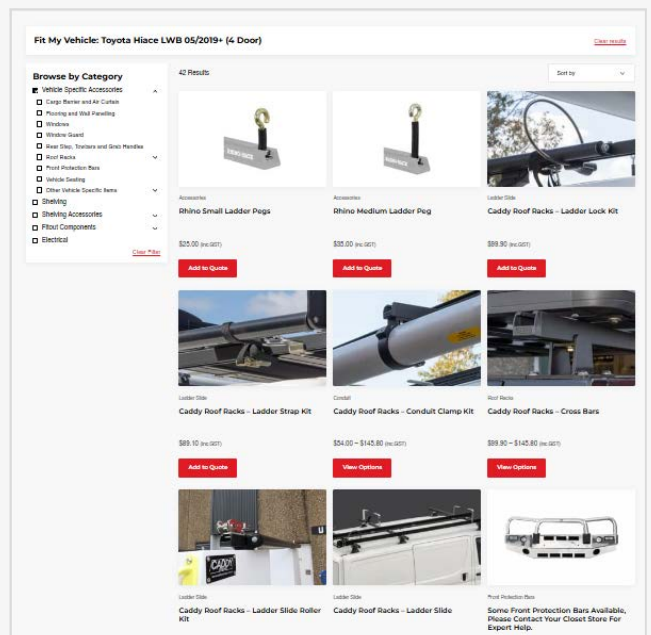 Fit My Vehicle: Toyota Hiace LWB 05/2019+ (4 Door)
Clear results
Browse by Category
Vehicle Specific Accessories
Cargo Barrier and Air Curtain
Flooring and Wall Panelling
Windows
Window Guard
Rear Step, Towbars and Grab Handles
Roof Racks
Front Protection Bars
Vehicle Seating
Other Vehicle Specific Items
Shelving
Shelving Accessories
Fitout Components
Electrical
Clear Filter
42 Results
Sort by
RHINO-RACK
Accessories
Rhino Small Ladder Pegs
$25.00 (inc GST)
Add to Quote
Accessories
Rhino Medium Ladder Peg
$35.00 (inc GST)
Add to Quote
Ladder Slide
Caddy Roof Racks – Ladder Lock Kit
$99.90 (inc GST)
Add to Quote
Ladder Slide
Caddy Roof Racks – Ladder Strap Kit
$89.10 (inc GST)
Add to Quote
Conduit
Caddy Roof Racks – Conduit Clamp Kit
$54.00 – $145.80 (inc GST)
View Options
Roof Racks
Caddy Roof Racks – Cross Bars
$99.90 – $145.80 (inc GST)
View Options
CADDY
Ladder Slide
Caddy Roof Racks – Ladder Slide Roller
Kit
Ladder Slide
Caddy Roof Racks – Ladder Slide
Front Protection Bars
Some Front Protection Bars Available,
Please Contact Your Closet Store For
Expert Help.